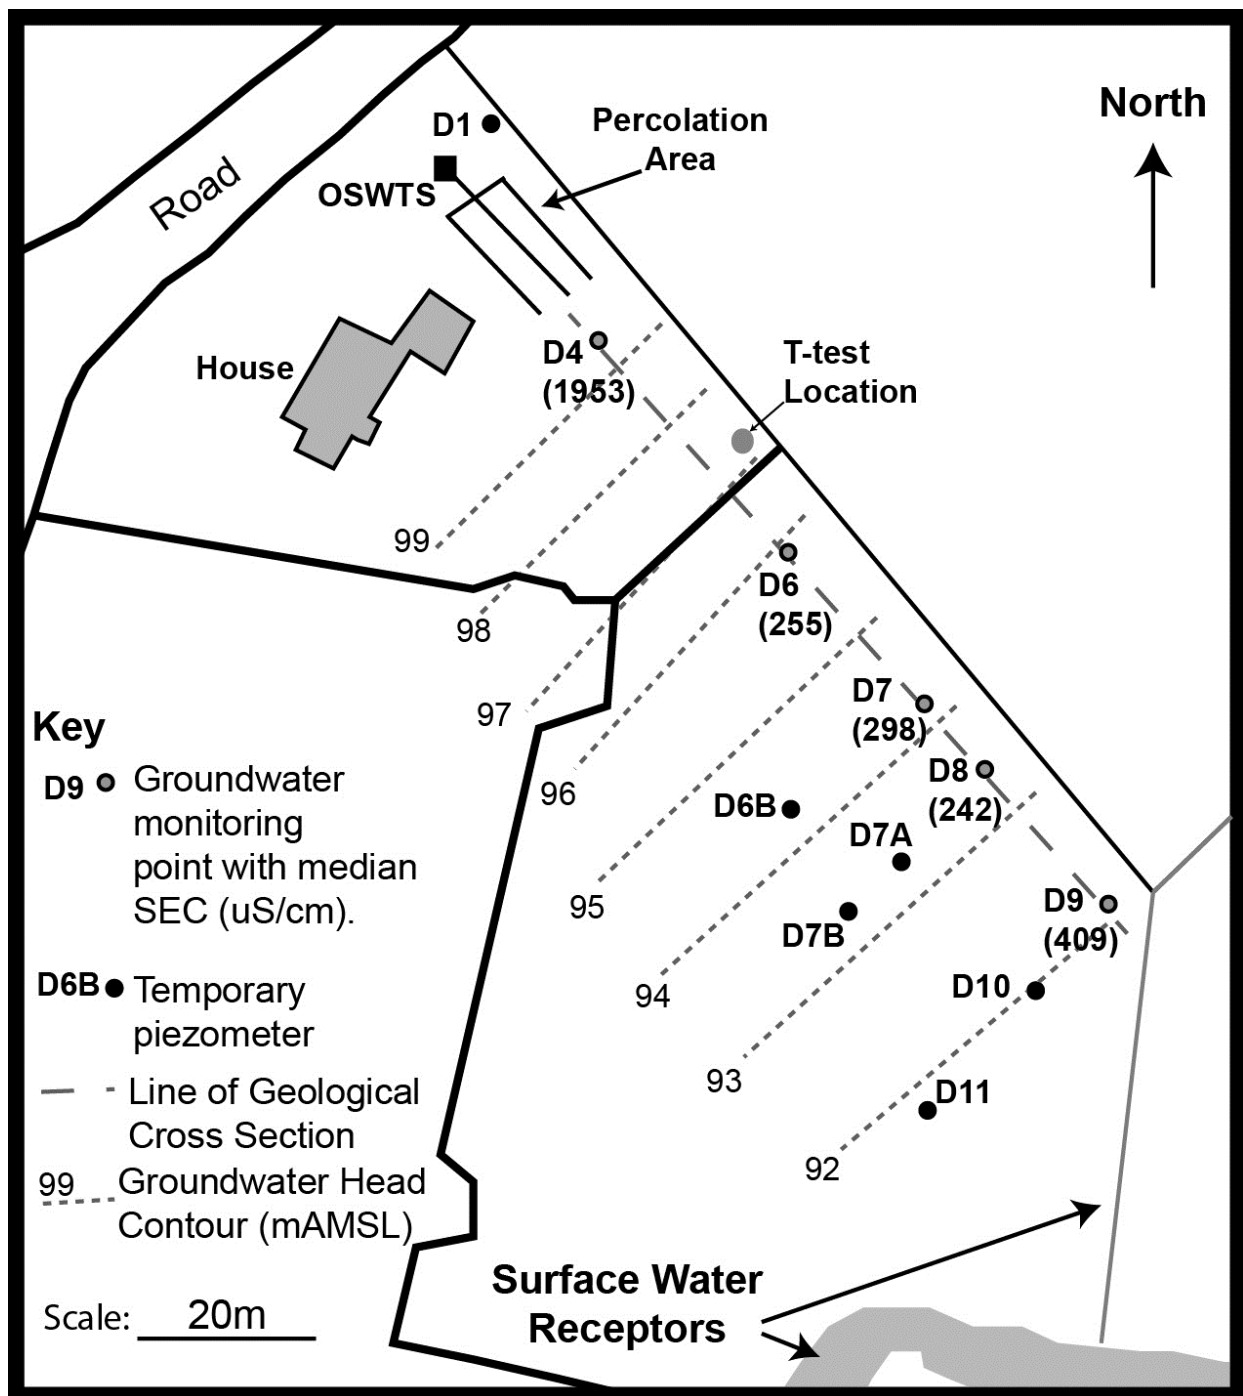 North
D1
Percolation
Area
OSWTS
Road
House
D4
(1953)
T-test
Location
99
98
97
96
95
94
93
92
D6
(255)
D7
(298)
D8
(242)
D6B
D7A
D7B
D9
(409)
D10
D11
Key
D9 Groundwater
monitoring
point with median
SEC (uS/cm).
D6B Temporary
piezometer
Line of Geological
Cross Section
99 Groundwater Head
Contour (mAMSL)
Scale: 20m
Surface Water
Receptors